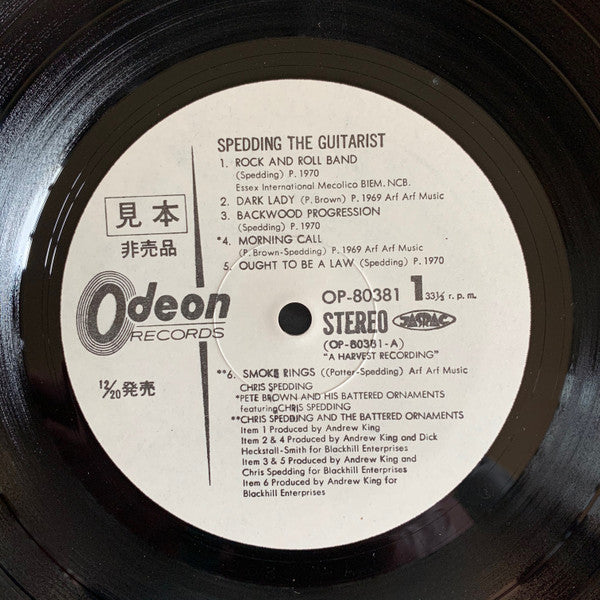 SPEDDING THE GUITARIST
1. ROCK AND ROLL BAND
(Spedding) P. 1970
Essex International Mecolico BIEM. NCB.
2. DARK LADY (P. Brown) P. 1969 Arf Arf Music
3. BACKWOOD PROGRESSION
(Spedding) P. 1970
*4. MORNING CALL
(P. Brown-Spedding) P. 1969 Arf Arf Music
5. OUGHT TO BE A LAW (Spedding) P. 1970
見本
非売品
Odeon
RECORDS
12/20 発売
OP-80381 1 33⅓ r.p.m.
STEREO JASRAC
(OP-80381-A)
"A HARVEST RECORDING"
**6. SMOKE RINGS ((Potter-Spedding) Arf Arf Music
CHRIS SPEDDING
*PETE BROWN AND HIS BATTERED ORNAMENTS
featuring CHRIS SPEDDING
**CHRIS SPEDDING AND THE BATTERED ORNAMENTS
Item 1 Produced by Andrew King
Item 2 & 4 Produced by Andrew King and Dick
Heckstall-Smith for Blackhill Enterprises
Item 3 & 5 Produced by Andrew King and
Chris Spedding for Blackhill Enterprises
Item 6 Produced by Andrew King for
Blackhill Enterprises